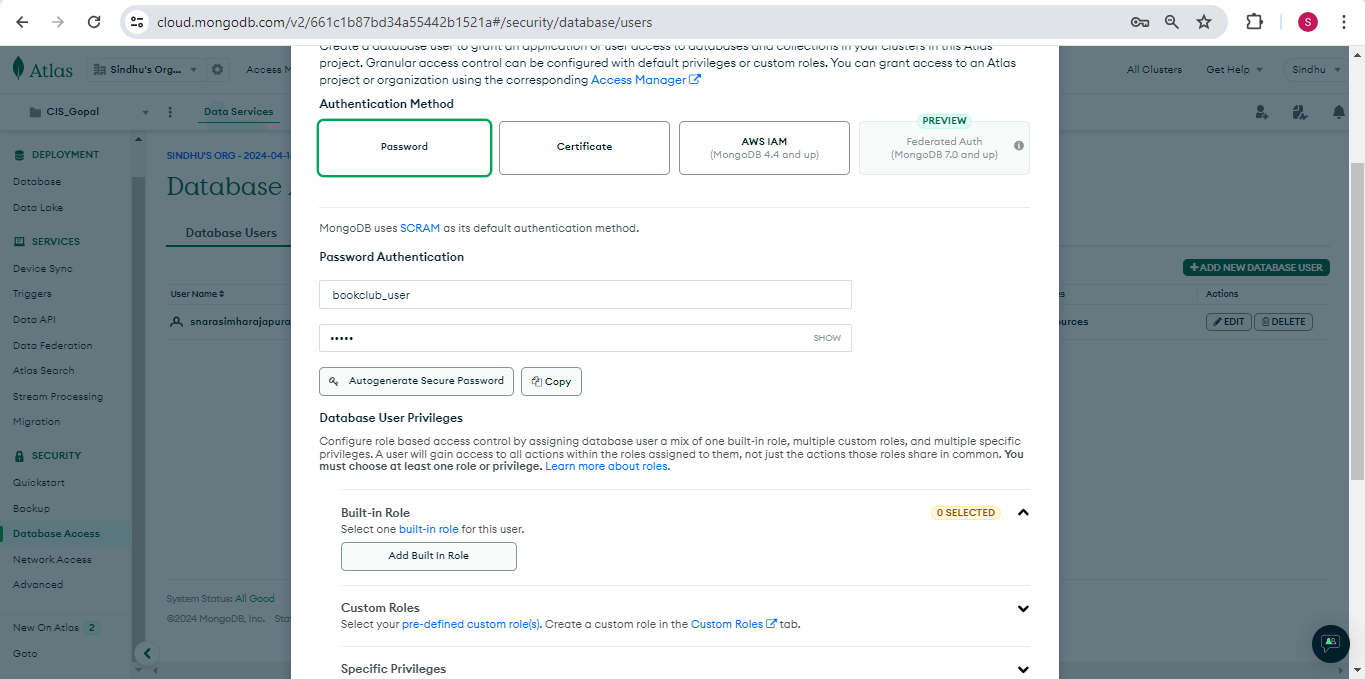 cloud.mongodb.com/v2/661c1b87bd34a55442b1521a#/security/database/users
S
Atlas
Sindhu's Org...
Access M
All Clusters
Get Help
Sindhu
CIS_Gopal
Data Services
DEPLOYMENT
Database
Data Lake
SERVICES
Device Sync
Triggers
Data API
Data Federation
Atlas Search
Stream Processing
Migration
SECURITY
Quickstart
Backup
Database Access
Network Access
Advanced
New On Atlas 2
Goto
SINDHU'S ORG - 2024-04-1
Database
Database Users
User Name
snarasimharajapura
System Status: All Good
©2024 MongoDB, Inc.
Create a database user to grant an application or user access to databases and collections in your clusters in this Atlas
project. Granular access control can be configured with default privileges or custom roles. You can grant access to an Atlas
project or organization using the corresponding Access Manager
Authentication Method
Password
Certificate
AWS IAM
(MongoDB 4.4 and up)
PREVIEW
Federated Auth
(MongoDB 7.0 and up)
MongoDB uses SCRAM as its default authentication method.
Password Authentication
bookclub_user
•••••
SHOW
Autogenerate Secure Password
Copy
Database User Privileges
Configure role based access control by assigning database user a mix of one built-in role, multiple custom roles, and multiple specific
privileges. A user will gain access to all actions within the roles assigned to them, not just the actions those roles share in common. You
must choose at least one role or privilege. Learn more about roles.
Built-in Role
0 SELECTED
Select one built-in role for this user.
Add Built In Role
Custom Roles
Select your pre-defined custom role(s). Create a custom role in the Custom Roles tab.
Specific Privileges
+ADD NEW DATABASE USER
Actions
urces
EDIT
DELETE